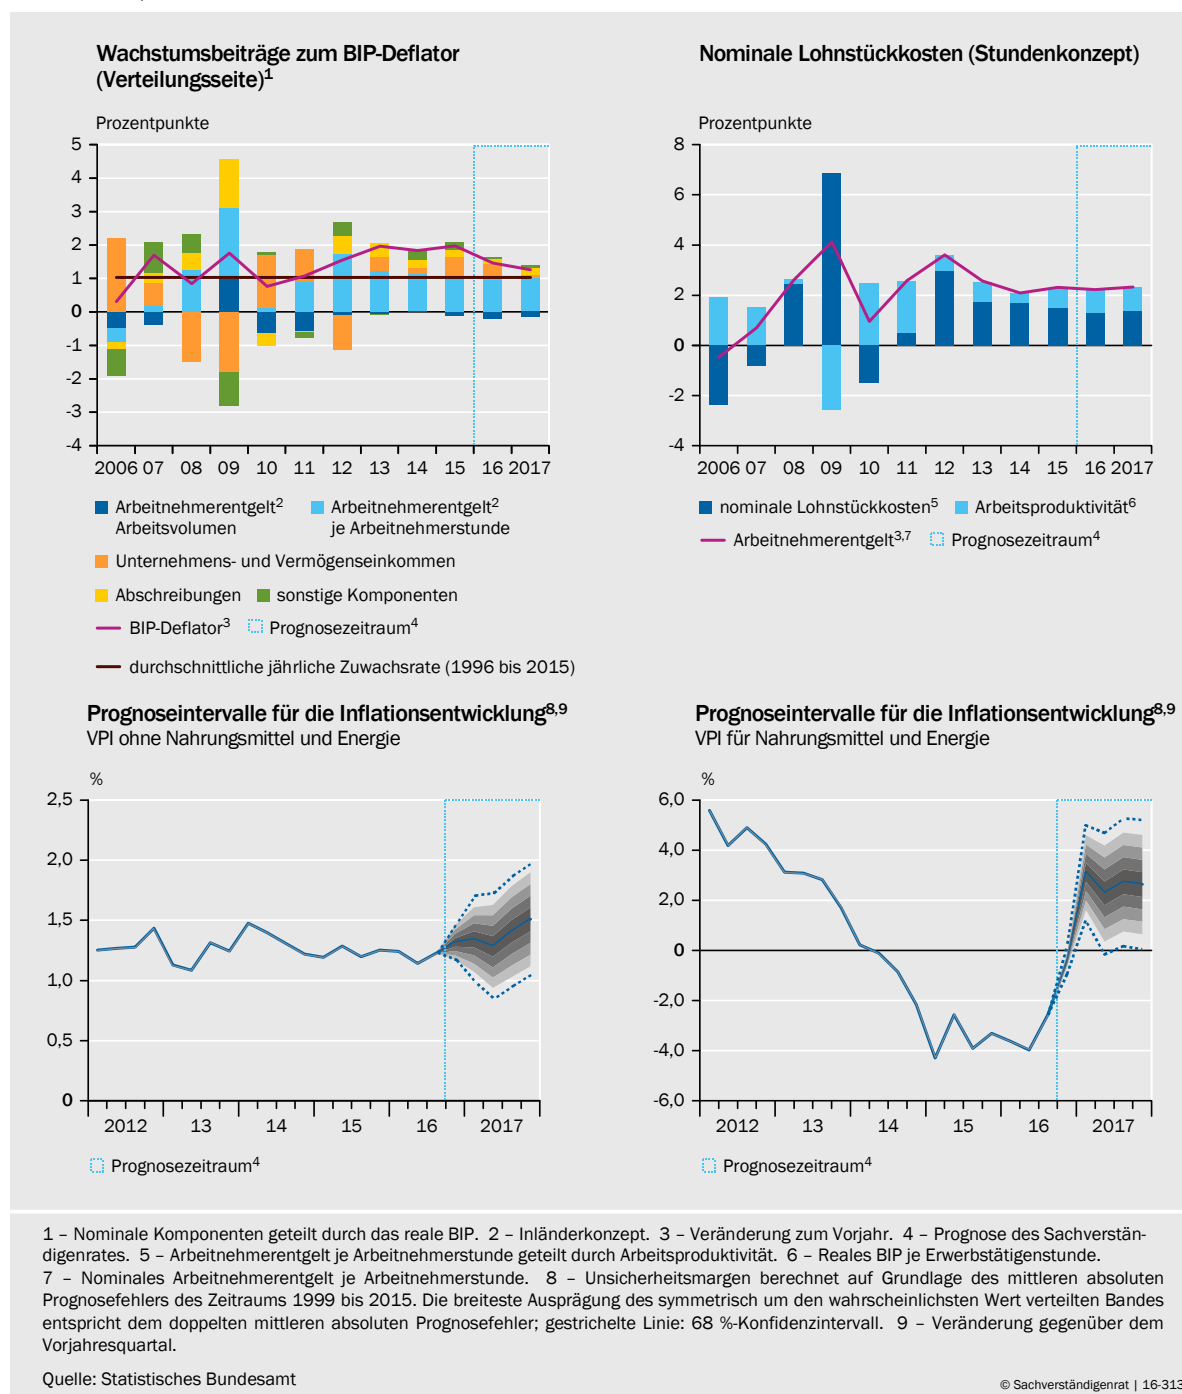 Wachstumsbeiträge zum BIP-Deflator
(Verteilungsseite)1
Prozentpunkte
5
4
3
2
1
0
-1
-2
-3
-4
2006 07 08 09 10 11 12 13 14 15 16 2017
Arbeitnehmerentgelt2
Arbeitsvolumen
Arbeitnehmerentgelt2
je Arbeitnehmerstunde
Unternehmens- und Vermögenseinkommen
Abschreibungen sonstige Komponenten
BIP-Deflator3 Prognosezeitraum4
durchschnittliche jährliche Zuwachsrate (1996 bis 2015)
Nominale Lohnstückkosten (Stundenkonzept)
Prozentpunkte
8
6
4
2
0
-2
-4
2006 07 08 09 10 11 12 13 14 15 16 2017
nominale Lohnstückkosten5 Arbeitsproduktivität6
Arbeitnehmerentgelt3,7 Prognosezeitraum4
Prognoseintervalle für die Inflationsentwicklung8,9
VPI ohne Nahrungsmittel und Energie
%
2,5
2,0
1,5
1,0
0,5
0
2012 13 14 15 16 2017
Prognosezeitraum4
Prognoseintervalle für die Inflationsentwicklung8,9
VPI für Nahrungsmittel und Energie
%
6,0
4,0
2,0
0
-2,0
-4,0
-6,0
2012 13 14 15 16 2017
Prognosezeitraum4
1 – Nominale Komponenten geteilt durch das reale BIP. 2 – Inländerkonzept. 3 – Veränderung zum Vorjahr. 4 – Prognose des Sachverstän-
digenrates. 5 – Arbeitnehmerentgelt je Arbeitnehmerstunde geteilt durch Arbeitsproduktivität. 6 – Reales BIP je Erwerbstätigenstunde.
7 – Nominales Arbeitnehmerentgelt je Arbeitnehmerstunde. 8 – Unsicherheitsmargen berechnet auf Grundlage des mittleren absoluten
Prognosefehlers des Zeitraums 1999 bis 2015. Die breiteste Ausprägung des symmetrisch um den wahrscheinlichsten Wert verteilten Bandes
entspricht dem doppelten mittleren absoluten Prognosefehler; gestrichelte Linie: 68 %-Konfidenzintervall. 9 – Veränderung gegenüber dem
Vorjahresquartal.
Quelle: Statistisches Bundesamt
© Sachverständigenrat | 16-313